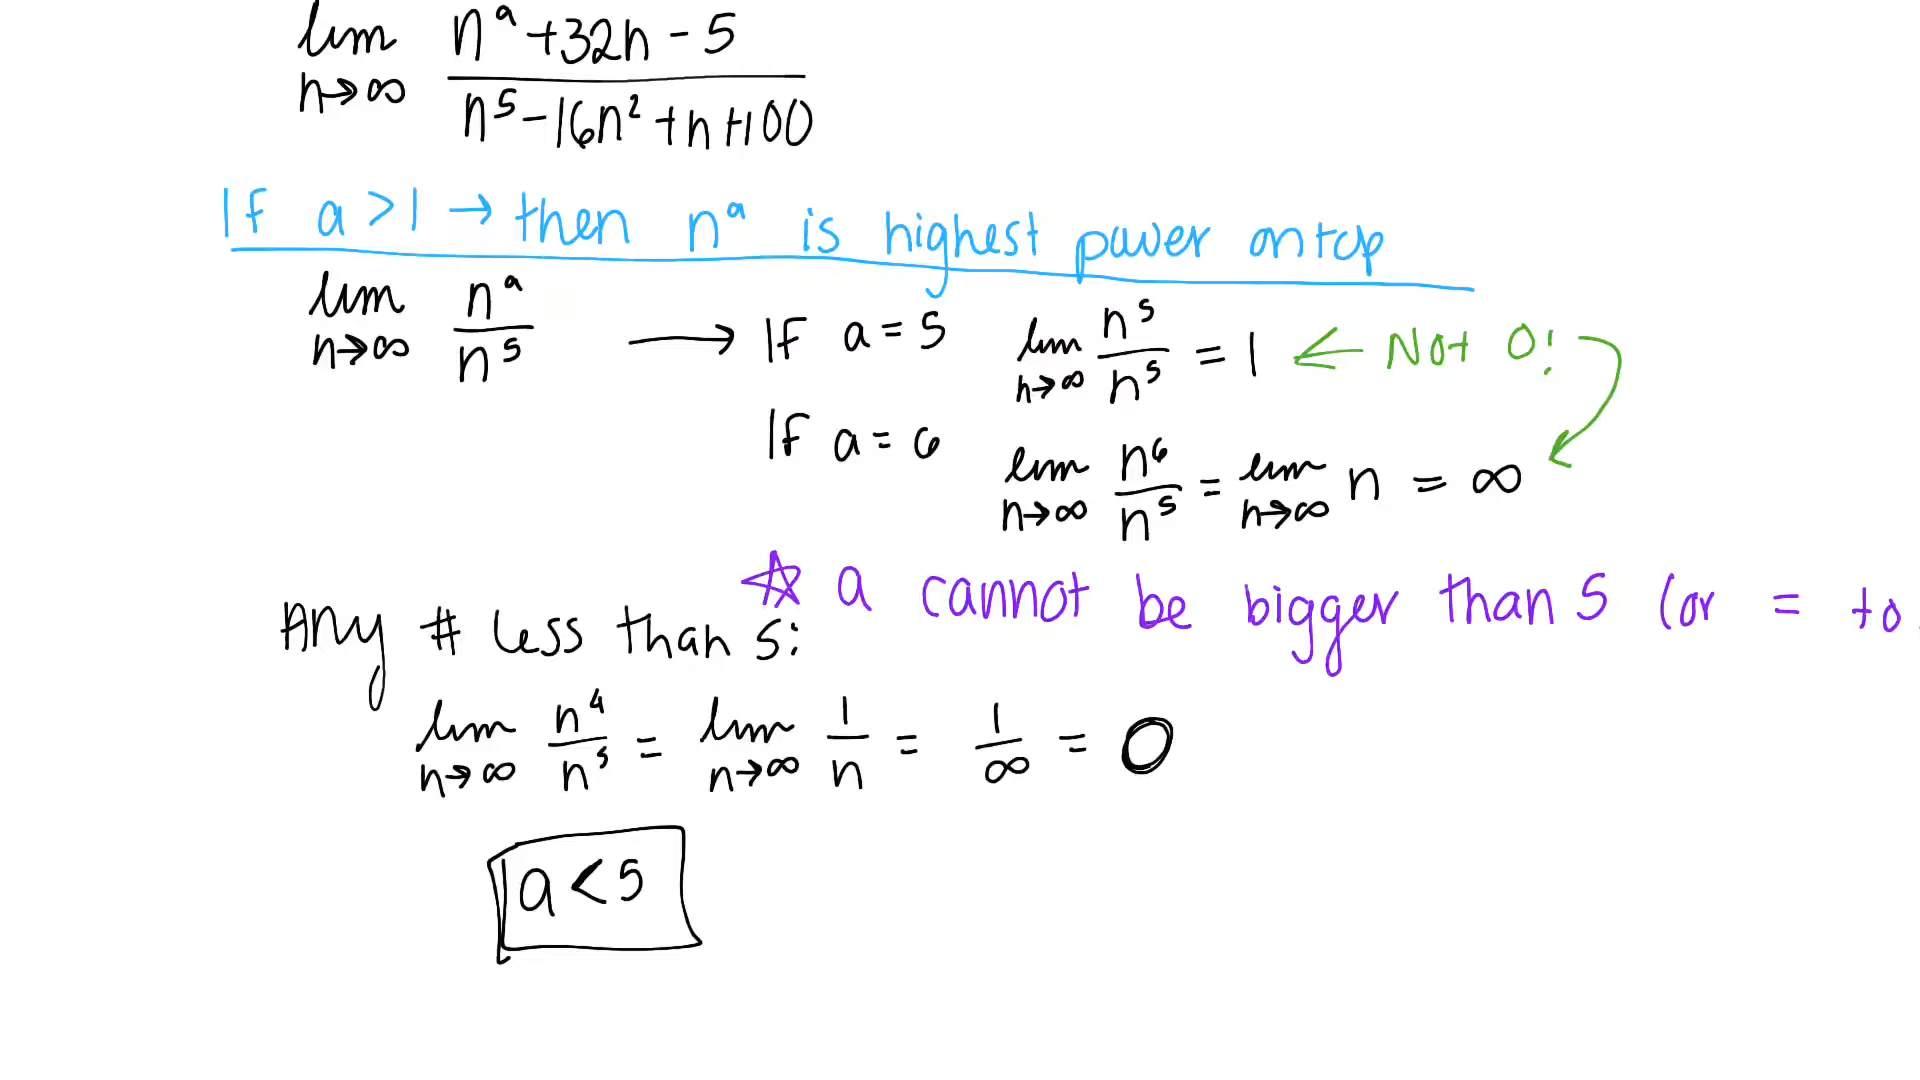 lim n→∞ (n^a + 32n - 5) / (n^5 - 16n^2 + n + 100)
If a > 1 → then n^a is highest power on top
lim n→∞ n^a / n^5 → If a = 5 lim n→∞ n^5 / n^5 = 1 ← Not 0!
If a = 6 lim n→∞ n^6 / n^5 = lim n→∞ n = ∞
☆ a cannot be bigger than 5 (or = to
Any # less than 5:
lim n→∞ n^4 / n^5 = lim n→∞ 1 / n = 1 / ∞ = 0
a < 5